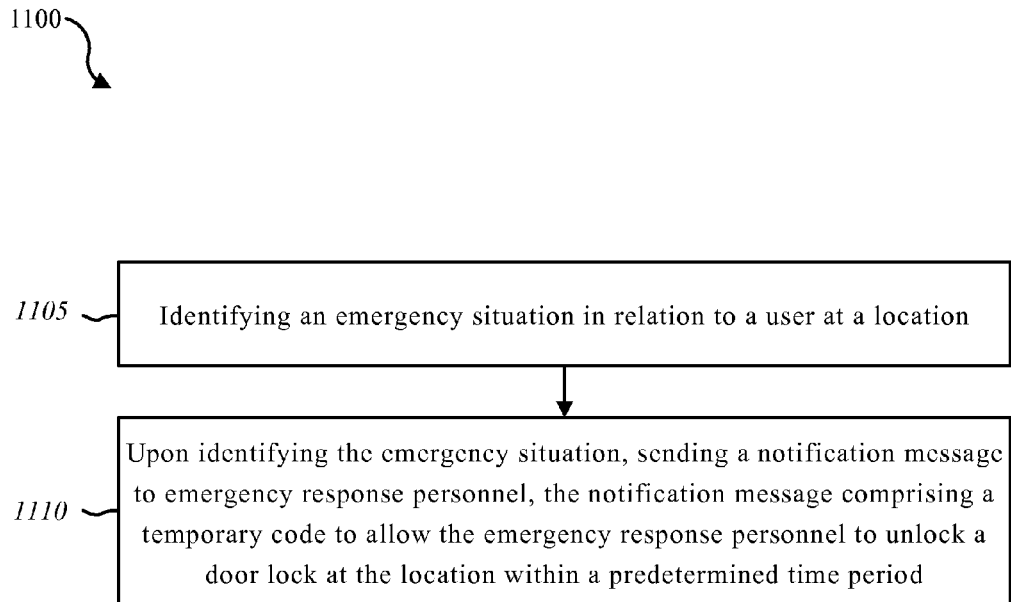 1100
1105
Identifying an emergency situation in relation to a user at a location
Upon identifying the emergency situation, sending a notification message
to emergency response personnel, the notification message comprising a
1110
temporary code to allow the emergency response personnel to unlock a
door lock at the location within a predetermined time period